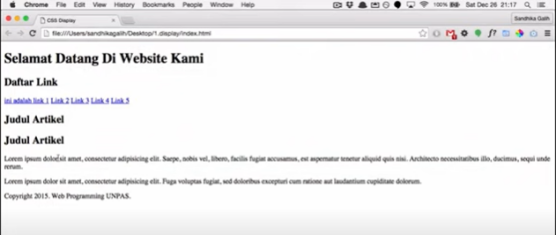 Chrome File Edit View History Bookmarks People Window Help
100% Sat Dec 26 21:17
CSS Display
Sandhika Galih
file:///Users/sandhikagalih/Desktop/1.display/index.html
Selamat Datang Di Website Kami
Daftar Link
ini adalah link 1 Link 2 Link 3 Link 4 Link 5
Judul Artikel
Judul Artikel
Lorem ipsum dolor sit amet, consectetur adipisicing elit. Saepe, nobis vel, libero, facilis fugiat accusamus, est aspernatur tenetur aliquid quis nisi. Architecto necessitatibus illo, ducimus, sequi unde
rerum.
Lorem ipsum dolor sit amet, consectetur adipisicing elit. Fuga voluptas fugiat, sed doloribus excepturi cum ratione aut laudantium cupiditate dolorum.
Copyright 2015. Web Programming UNPAS.